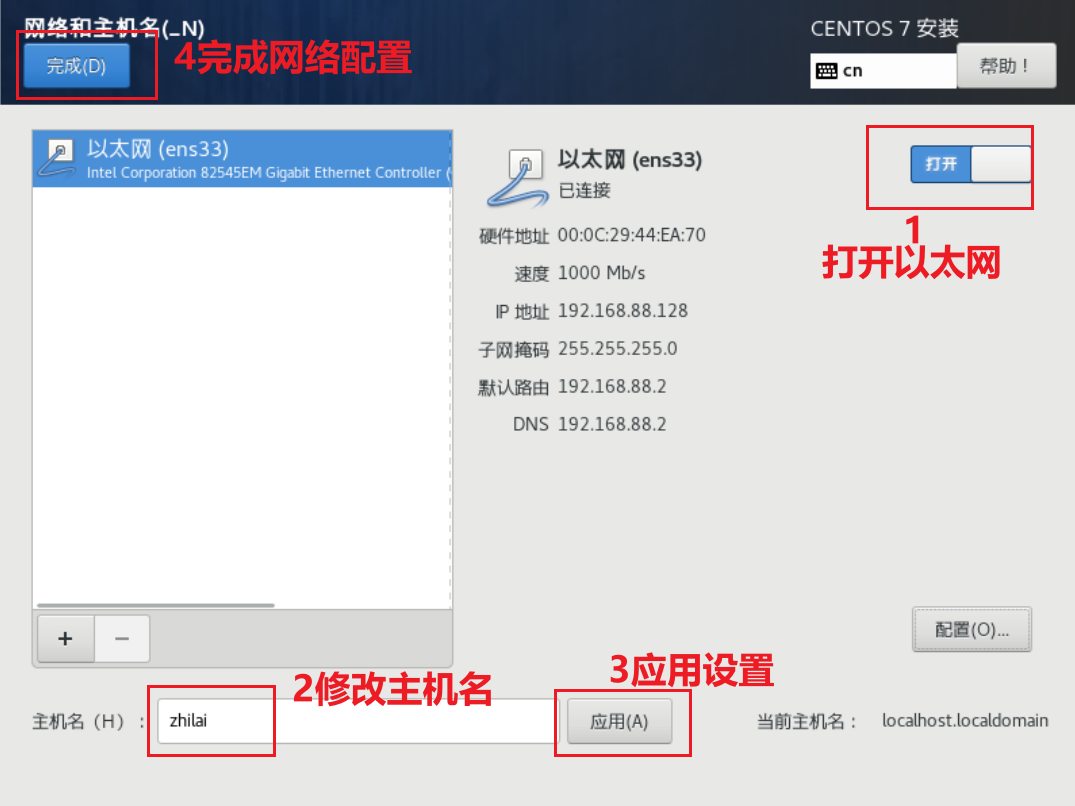 网络和主机名(_N)
CENTOS 7 安装
完成(D)
4完成网络配置
cn
帮助！
以太网 (ens33)
Intel Corporation 82545EM Gigabit Ethernet Controller (
以太网 (ens33)
已连接
打开
1
打开以太网
硬件地址 00:0C:29:44:EA:70
速度 1000 Mb/s
IP 地址 192.168.88.128
子网掩码 255.255.255.0
默认路由 192.168.88.2
DNS 192.168.88.2
+ −
配置(O)...
2修改主机名
3应用设置
主机名（H）： zhilai
应用(A)
当前主机名： localhost.localdomain